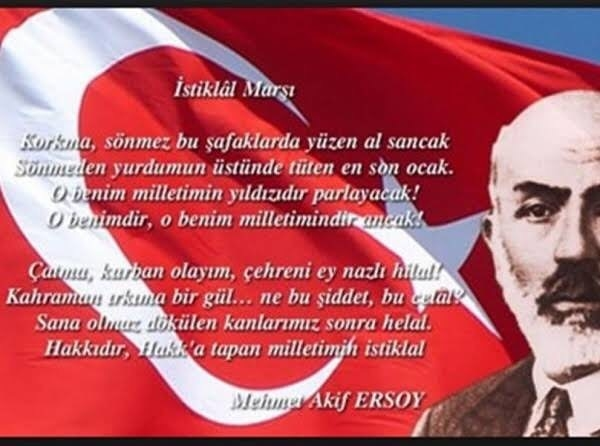 İstiklâl Marşı
Korkma, sönmez bu şafaklarda yüzen al sancak
Sönmeden yurdumun üstünde tüten en son ocak.
O benim milletimin yıldızıdır parlayacak!
O benimdir, o benim milletimindir ancak!
Çatma, kurban olayım, çehreni ey nazlı hilal!
Kahraman ırkıma bir gül... ne bu şiddet, bu celâl?
Sana olmaz dökülen kanlarımız sonra helal.
Hakkıdır, Hakk'a tapan milletimin istiklal
Mehmet Akif ERSOY